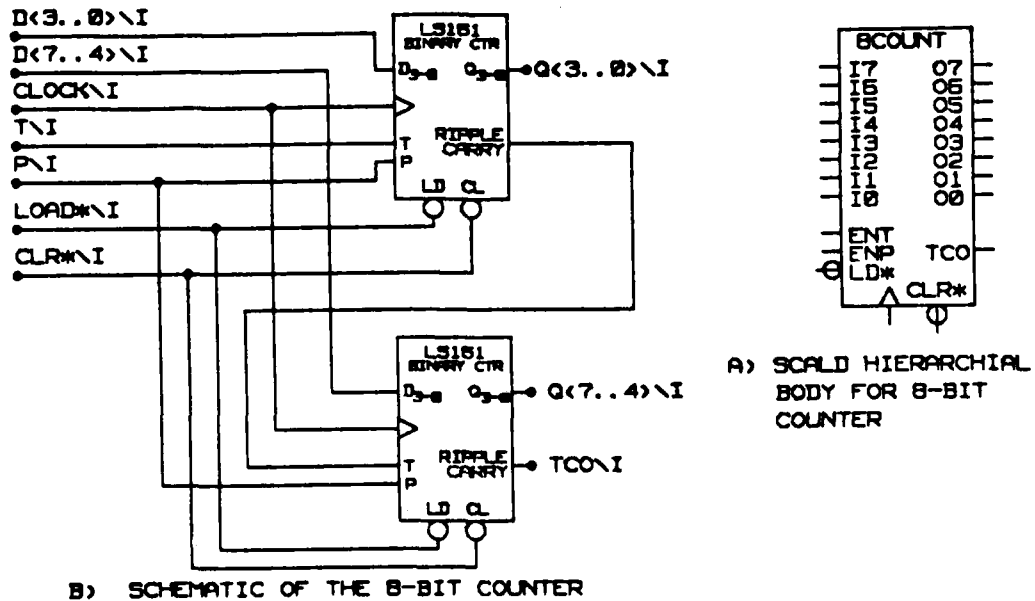 D<3..0>\I
D<7..4>\I
CLOCK\I
T\I
P\I
LOAD*\I
CLR*\I
LS161
BINARY CTR
D3-0
Q3-0
Q<3..0>\I
T
P
RIPPLE
CARRY
LD CL
LS161
BINARY CTR
D3-0
Q3-0
Q<7..4>\I
T
P
RIPPLE
CARRY
TCO\I
LD CL
B) SCHEMATIC OF THE 8-BIT COUNTER
8COUNT
I7 O7
I6 O6
I5 O5
I4 O4
I3 O3
I2 O2
I1 O1
I0 O0
ENT
ENP TCO
LD*
CLR*
A) SCALD HIERARCHIAL
BODY FOR 8-BIT
COUNTER